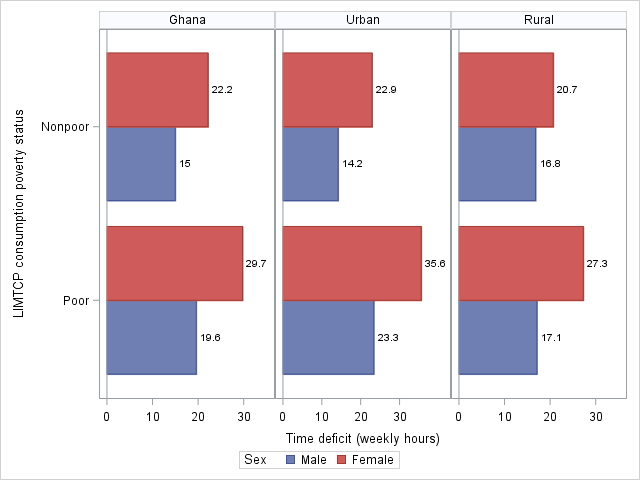 Ghana Urban Rural
LIMTCP consumption poverty status
Nonpoor
22.2 22.9 20.7
15 14.2 16.8
Poor
29.7 35.6 27.3
19.6 23.3 17.1
0 10 20 30 0 10 20 30 0 10 20 30
Time deficit (weekly hours)
Sex Male Female